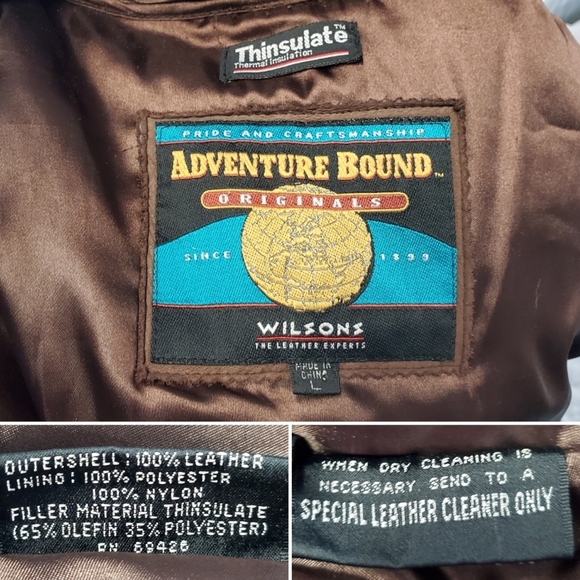 Thinsulate™
Thermal Insulation
PRIDE AND CRAFTSMANSHIP
ADVENTURE BOUND™
ORIGINALS
SINCE 1899
WILSONS
THE LEATHER EXPERTS
MADE IN
CHINA
L
OUTERSHELL: 100% LEATHER
LINING: 100% POLYESTER
100% NYLON
FILLER MATERIAL THINSULATE
(65% OLEFIN 35% POLYESTER)
RN 69426
WHEN DRY CLEANING IS
NECESSARY SEND TO A
SPECIAL LEATHER CLEANER ONLY